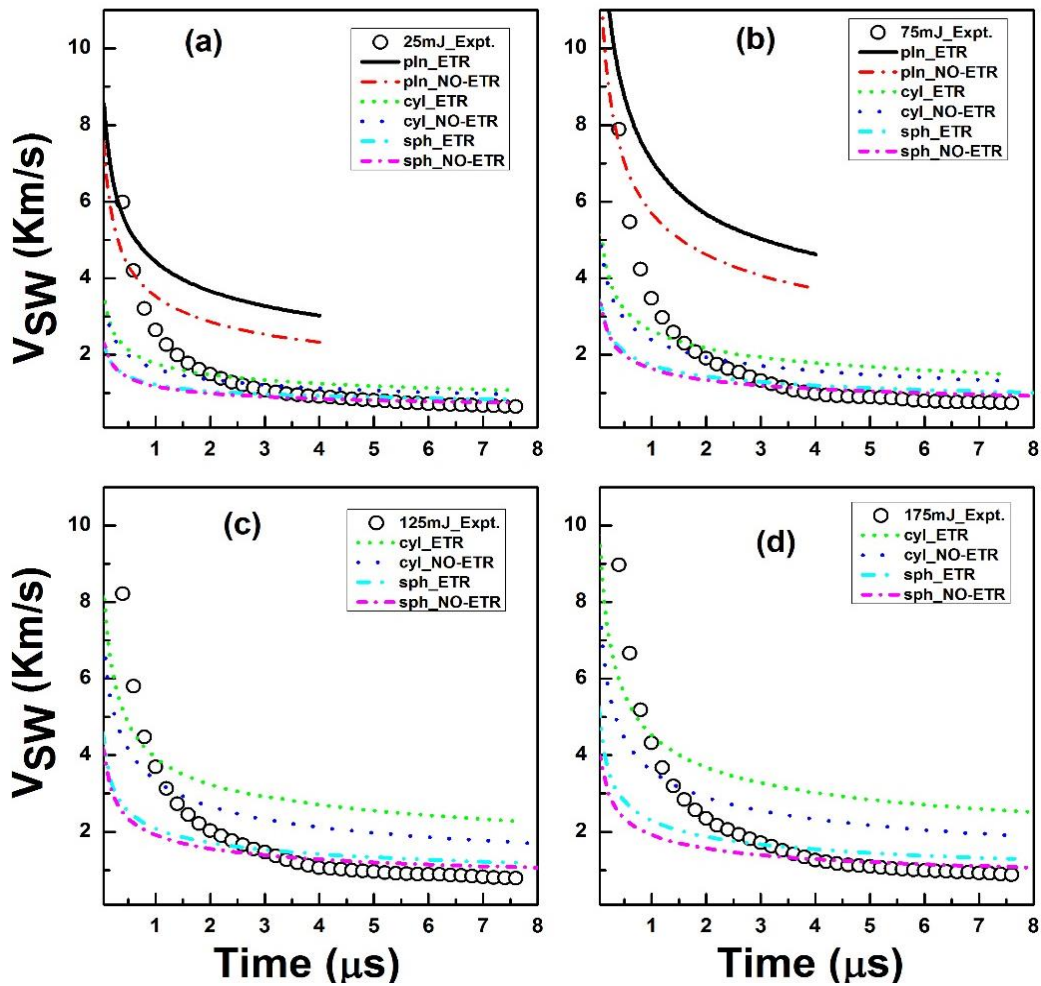 (a)
25mJ_Expt.
pln_ETR
pln_NO-ETR
cyl_ETR
cyl_NO-ETR
sph_ETR
sph_NO-ETR
(b)
75mJ_Expt.
pln_ETR
pln_NO-ETR
cyl_ETR
cyl_NO-ETR
sph_ETR
sph_NO-ETR
10
8
6
4
2
10
8
6
4
2
1 2 3 4 5 6 7 8
1 2 3 4 5 6 7 8
VSW (Km/s)
(c)
125mJ_Expt.
cyl_ETR
cyl_NO-ETR
sph_ETR
sph_NO-ETR
(d)
175mJ_Expt.
cyl_ETR
cyl_NO-ETR
sph_ETR
sph_NO-ETR
10
8
6
4
2
10
8
6
4
2
1 2 3 4 5 6 7 8
1 2 3 4 5 6 7 8
VSW (Km/s)
Time (μs)
Time (μs)